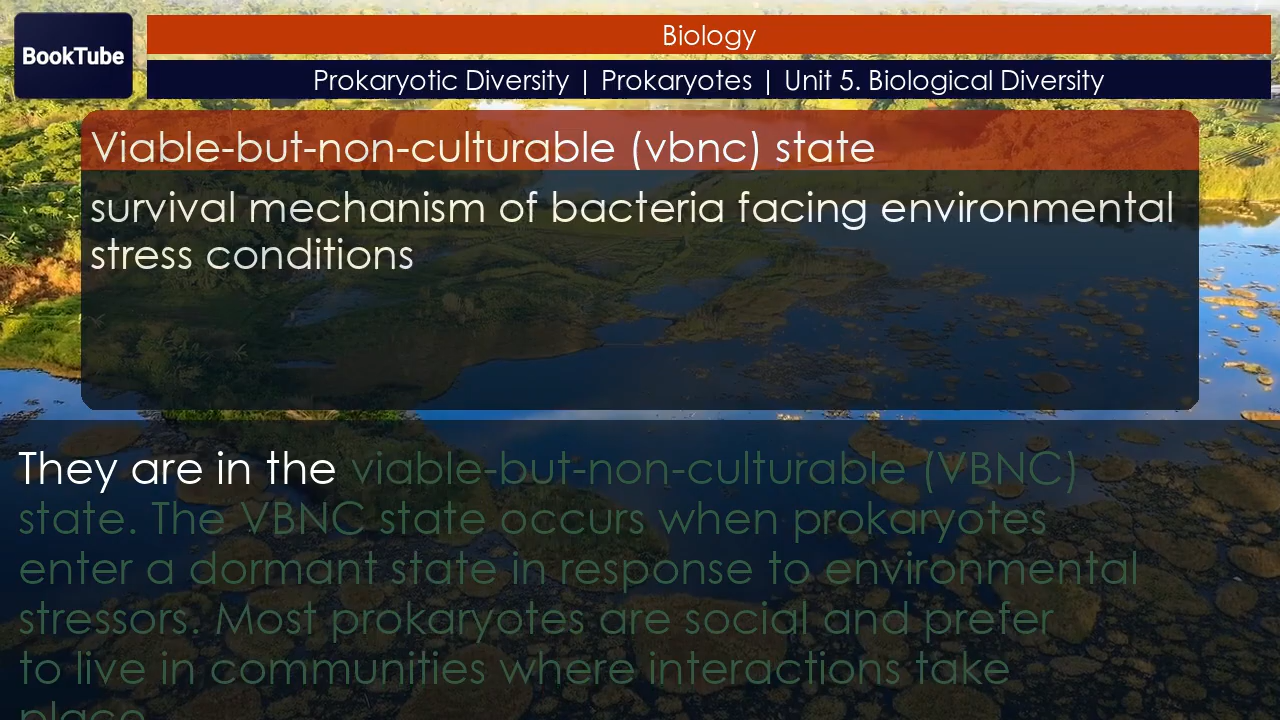 BookTube
Biology
Prokaryotic Diversity | Prokaryotes | Unit 5. Biological Diversity
Viable-but-non-culturable (vbnc) state
survival mechanism of bacteria facing environmental
stress conditions
They are in the viable-but-non-culturable (VBNC)
state. The VBNC state occurs when prokaryotes
enter a dormant state in response to environmental
stressors. Most prokaryotes are social and prefer
to live in communities where interactions take
place.